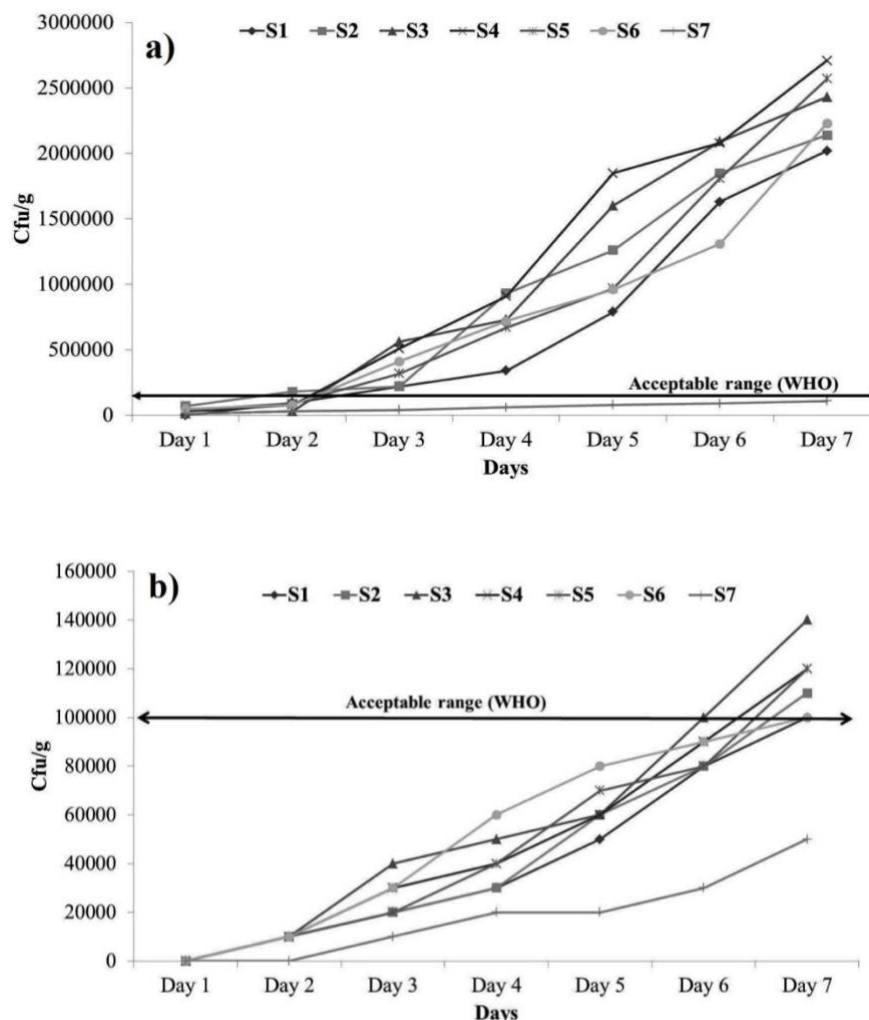 a)
S1 S2 S3 S4 S5 S6 S7
3000000
2500000
2000000
1500000
1000000
500000
0
Cfu/g
Acceptable range (WHO)
Day 1 Day 2 Day 3 Day 4 Day 5 Day 6 Day 7
Days
b)
S1 S2 S3 S4 S5 S6 S7
160000
140000
120000
100000
80000
60000
40000
20000
0
Cfu/g
Acceptable range (WHO)
Day 1 Day 2 Day 3 Day 4 Day 5 Day 6 Day 7
Days